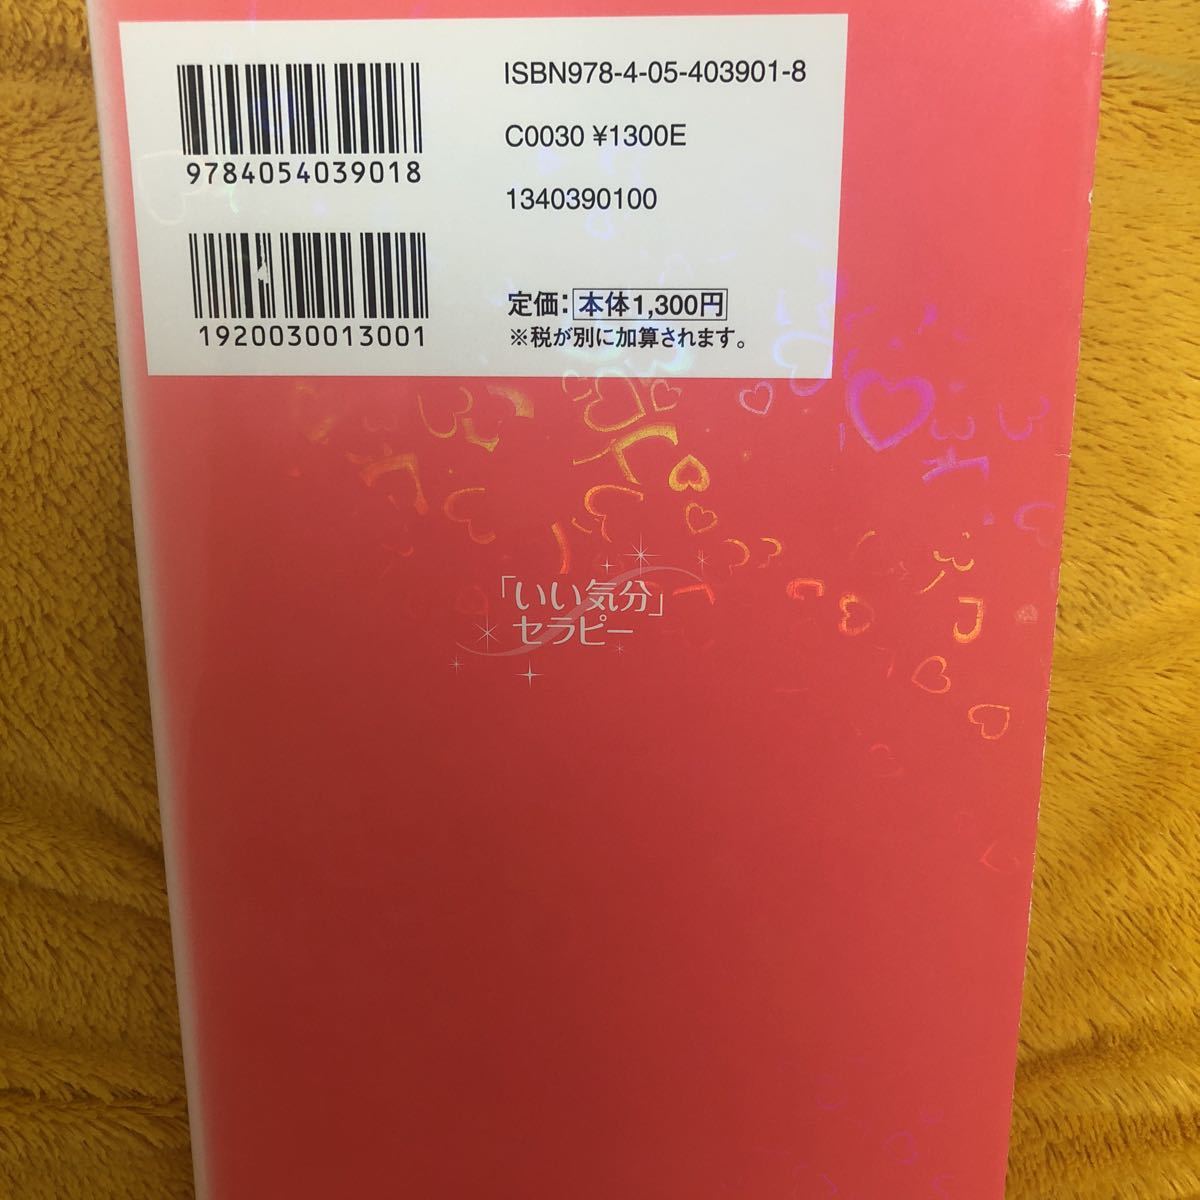 ISBN978-4-05-403901-8
9784054039018
C0030 ¥1300E
1340390100
1920030013001
定価：本体1,300円
※税が別に加算されます。
「いい気分」
セラピー